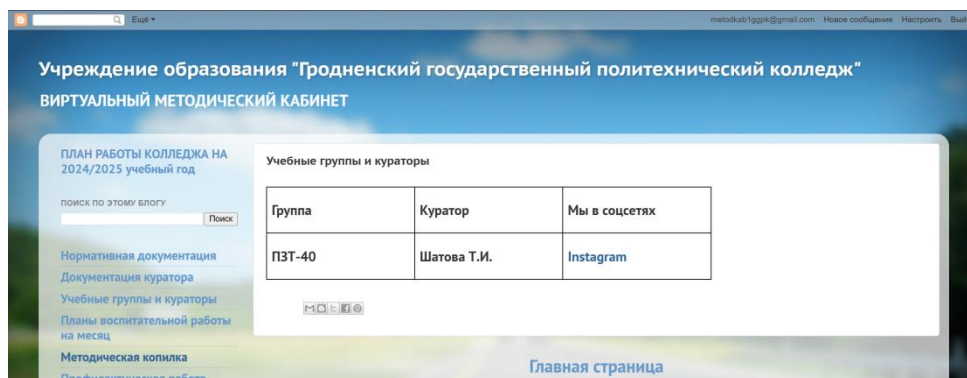 Ещё ▾
metodkab1ggpk@gmail.com Новое сообщение Настроить
Учреждение образования "Гродненский государственный политехнический колледж"
ВИРТУАЛЬНЫЙ МЕТОДИЧЕСКИЙ КАБИНЕТ
ПЛАН РАБОТЫ КОЛЛЕДЖА НА
2024/2025 учебный год
ПОИСК ПО ЭТОМУ БЛОГУ
Поиск
Нормативная документация
Документация куратора
Учебные группы и кураторы
Планы воспитательной работы
на месяц
Методическая копилка
Учебные группы и кураторы
Группа Куратор Мы в соцсетях
ПЗТ-40 Шатова Т.И. Instagram
Главная страница